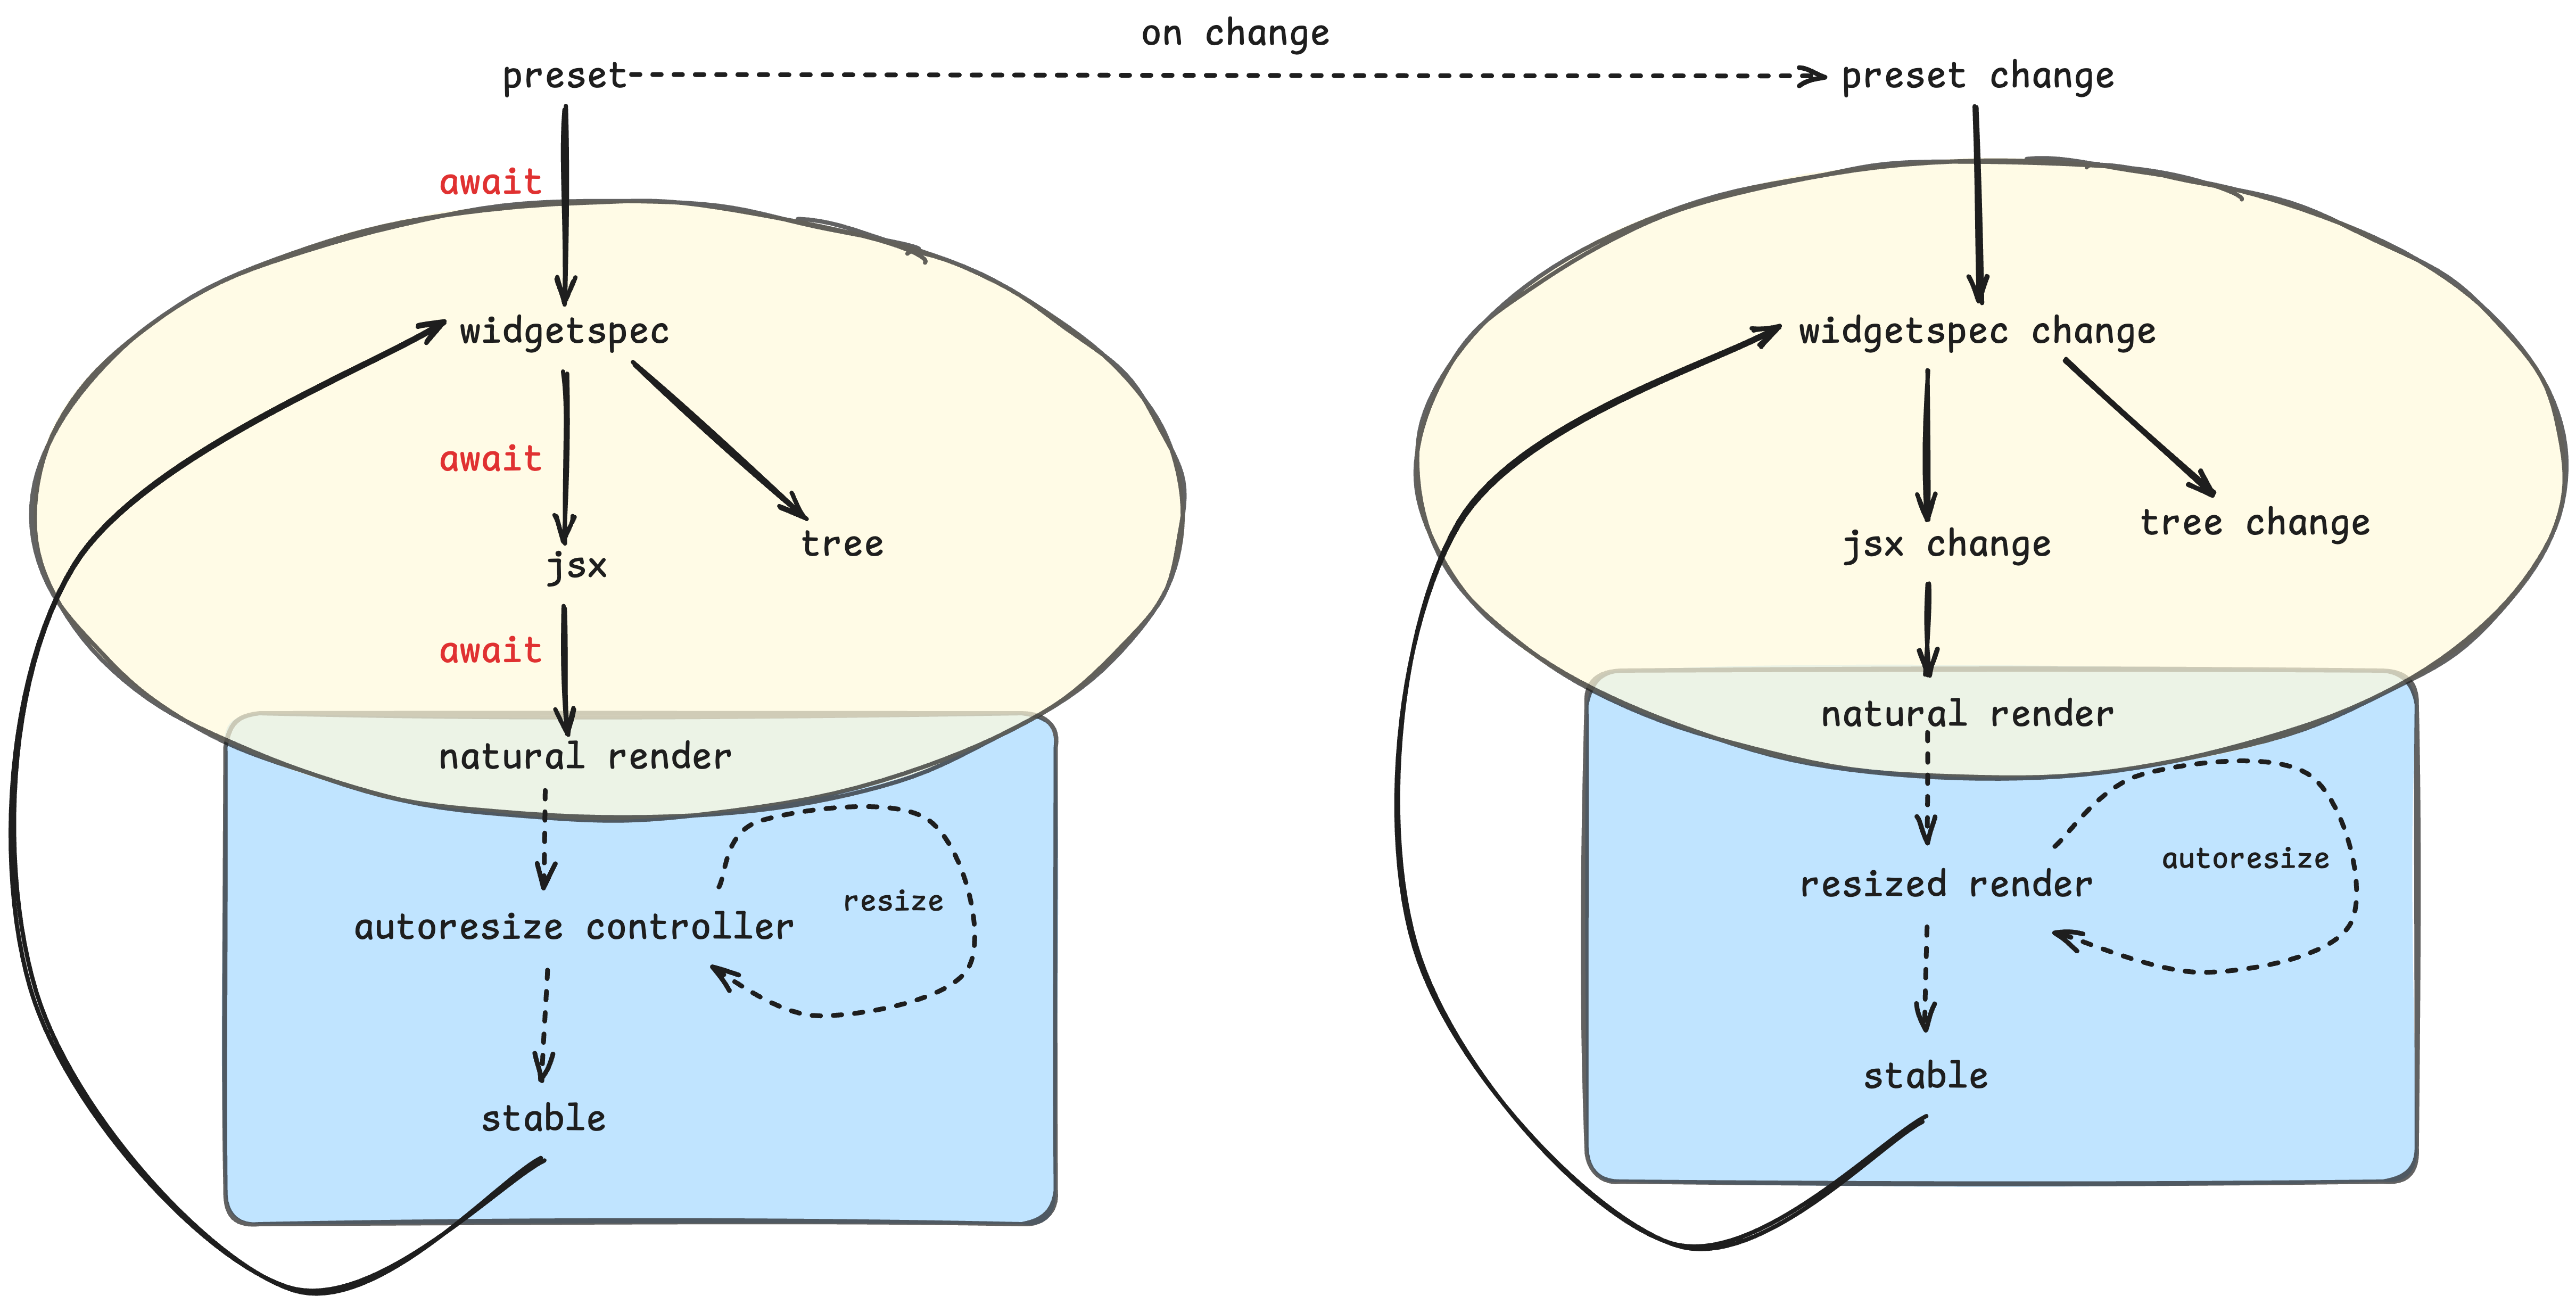 on change
preset
preset change
await
widgetspec
await
jsx
tree
await
natural render
autoresize controller
resize
stable
widgetspec change
jsx change
tree change
natural render
resized render
autoresize
stable